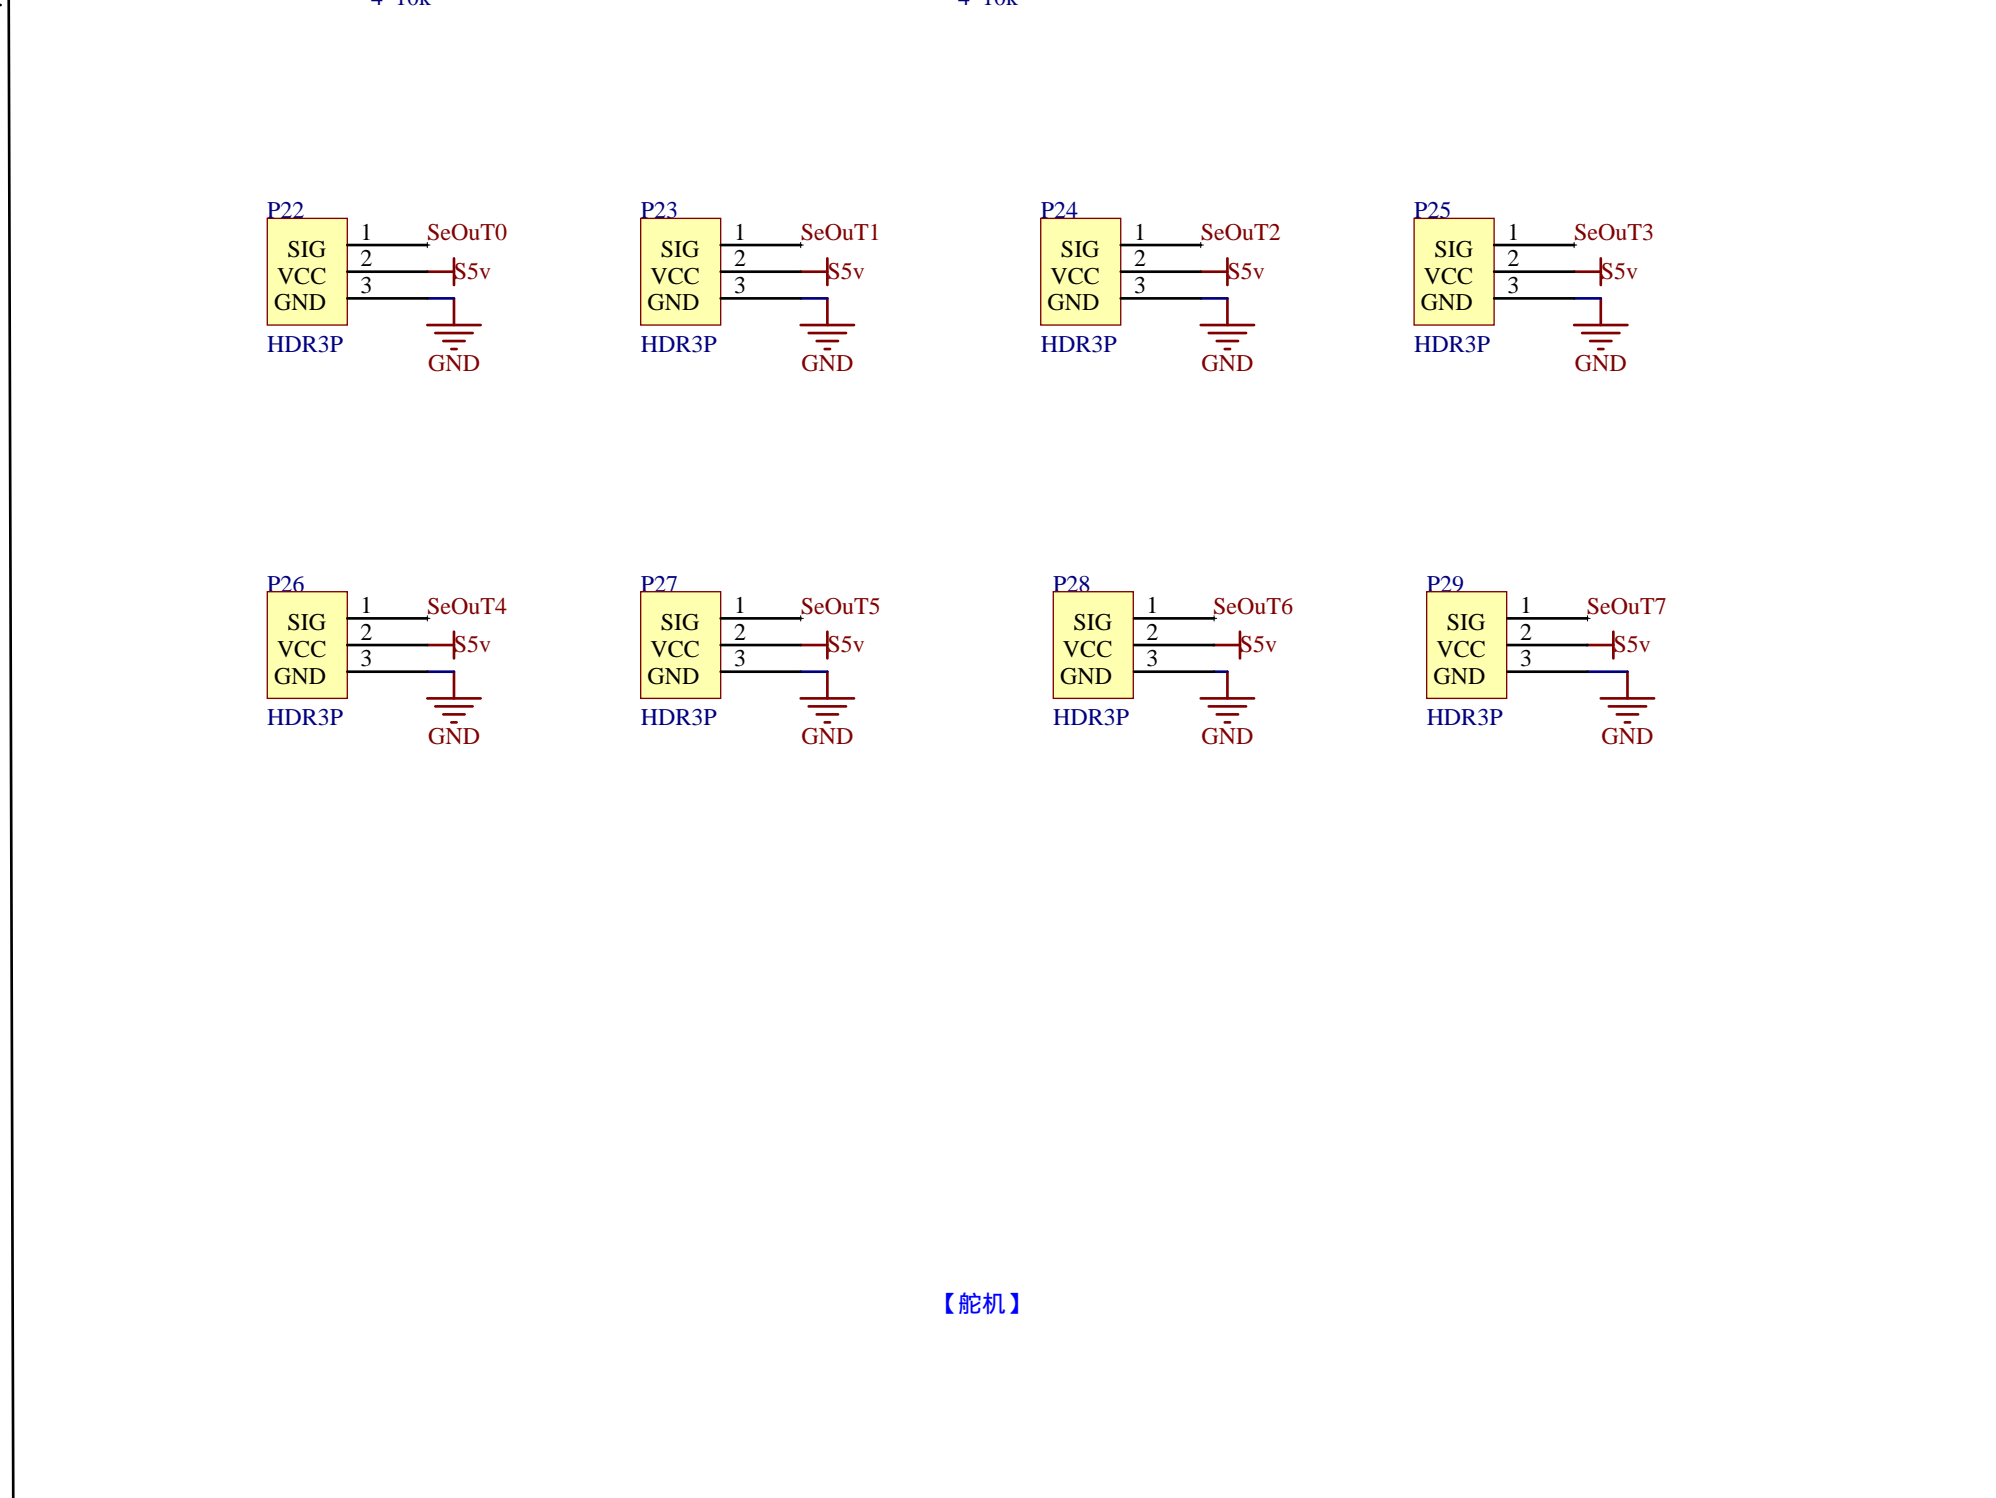 P22
1 SeOuT0
SIG
2 S5v
VCC
3
GND
HDR3P
GND
P23
1 SeOuT1
SIG
2 S5v
VCC
3
GND
HDR3P
GND
P24
1 SeOuT2
SIG
2 S5v
VCC
3
GND
HDR3P
GND
P25
1 SeOuT3
SIG
2 S5v
VCC
3
GND
HDR3P
GND
P26
1 SeOuT4
SIG
2 S5v
VCC
3
GND
HDR3P
GND
P27
1 SeOuT5
SIG
2 S5v
VCC
3
GND
HDR3P
GND
P28
1 SeOuT6
SIG
2 S5v
VCC
3
GND
HDR3P
GND
P29
1 SeOuT7
SIG
2 S5v
VCC
3
GND
HDR3P
GND
【舵机】